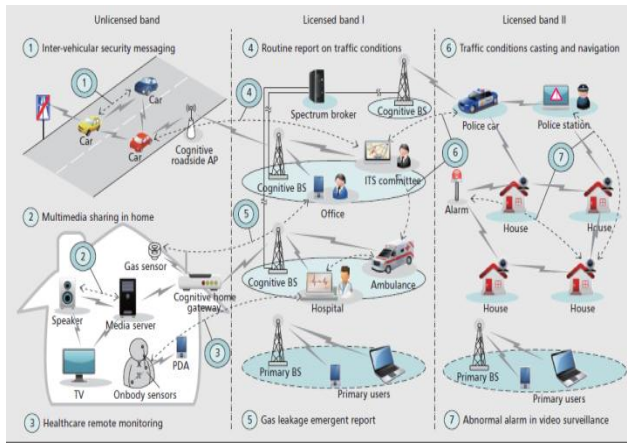 Unlicensed band
Licensed band I
Licensed band II
1 Inter-vehicular security messaging
4 Routine report on traffic conditions
6 Traffic conditions casting and navigation
1
Car
Car
Car
Cognitive
roadside AP
4
Spectrum broker
Cognitive BS
Cognitive BS
ITS committee
Office
Police car
Police station
6
7
Alarm
House
House
House
House
2 Multimedia sharing in home
2
Gas sensor
Speaker
Media server
Cognitive home
gateway
TV
Onbody sensors
PDA
3
5
Cognitive BS
Hospital
Ambulance
Primary BS
Primary users
Primary BS
Primary users
3 Healthcare remote monitoring
5 Gas leakage emergent report
7 Abnormal alarm in video surveillance